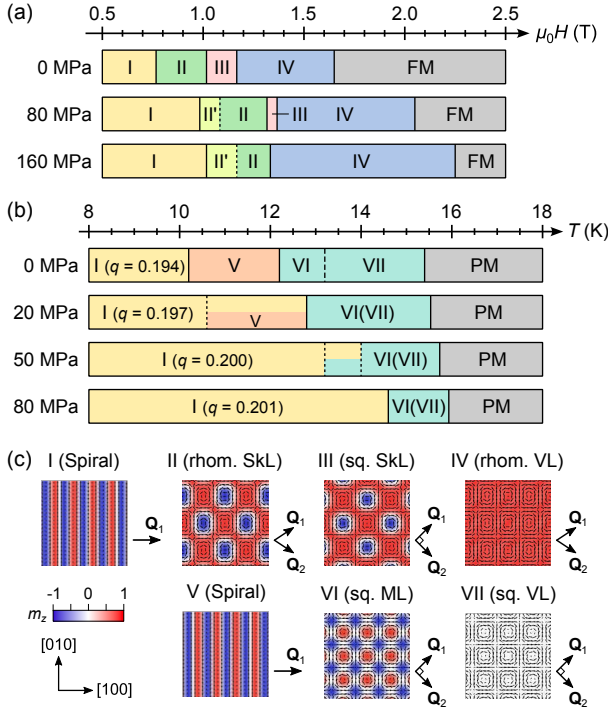 (a)
0.5 1.0 1.5 2.0 2.5 μ₀H (T)
0 MPa I II III IV FM
80 MPa I II' II III IV FM
160 MPa I II' II IV FM
(b)
8 10 12 14 16 18 T (K)
0 MPa I (q = 0.194) V VI VII PM
20 MPa I (q = 0.197) V VI(VII) PM
50 MPa I (q = 0.200) VI(VII) PM
80 MPa I (q = 0.201) VI(VII) PM
(c)
I (Spiral) II (rhom. SkL) III (sq. SkL) IV (rhom. VL)
Q₁ Q₁ Q₁ Q₁
Q₂ Q₂ Q₂
V (Spiral) VI (sq. ML) VII (sq. VL)
-1 0 1
m_z
Q₁ Q₁ Q₁
Q₂ Q₂
[010]
[100]